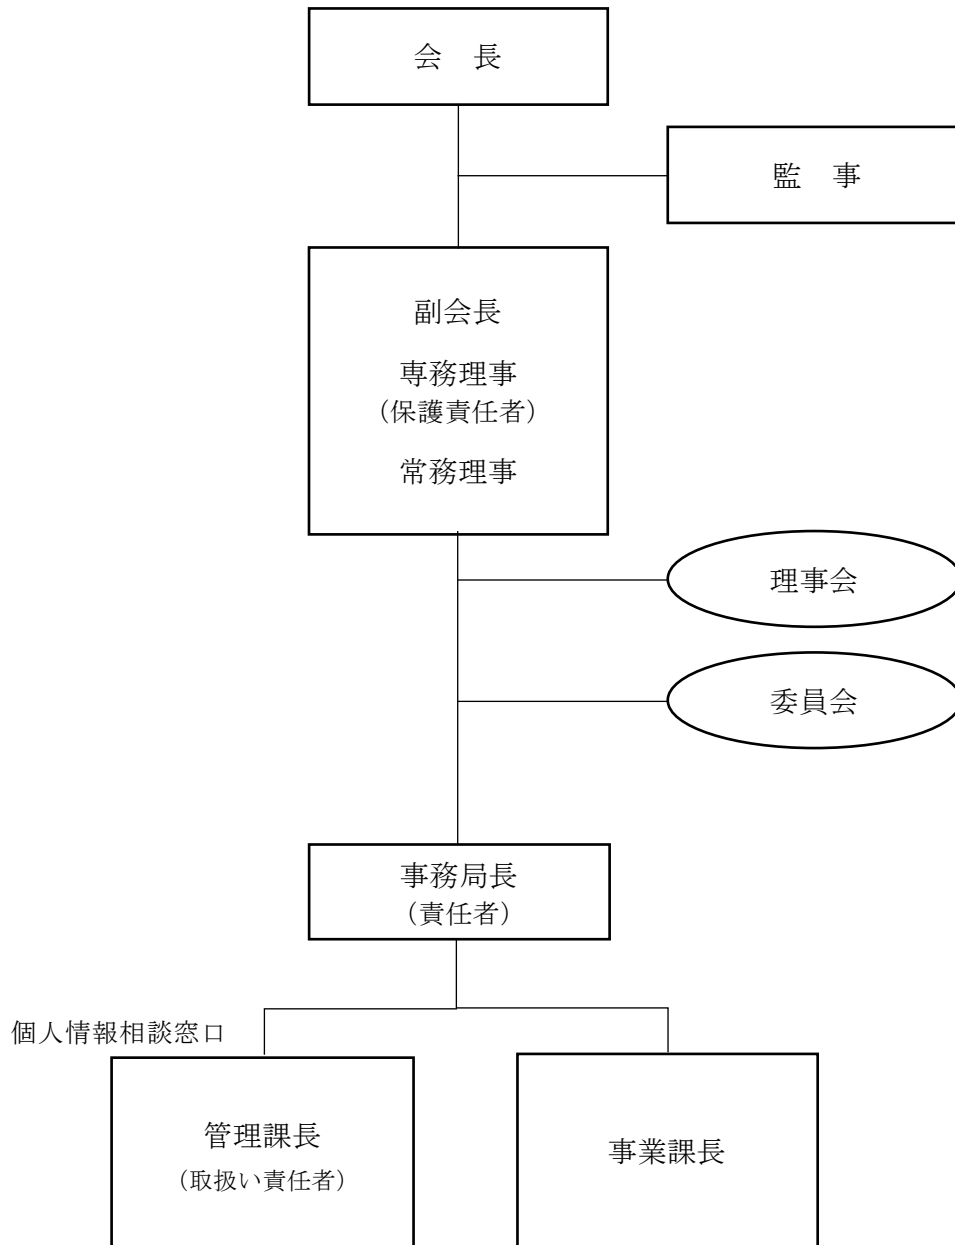 会　長
監　事
副会長
専務理事
（保護責任者）
常務理事
理事会
委員会
事務局長
（責任者）
個人情報相談窓口
管理課長
（取扱い責任者）
事業課長